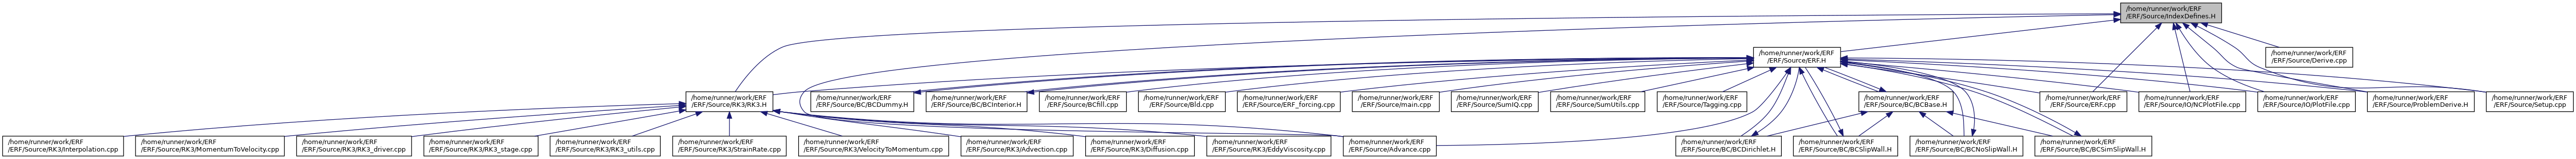 /home/runner/work/ERF
/ERF/Source/IndexDefines.H
/home/runner/work/ERF
/ERF/Source/ERF.H
/home/runner/work/ERF
/ERF/Source/Derive.cpp
/home/runner/work/ERF
/ERF/Source/RK3/RK3.H
/home/runner/work/ERF
/ERF/Source/BC/BCDummy.H
/home/runner/work/ERF
/ERF/Source/BC/BCInterior.H
/home/runner/work/ERF
/ERF/Source/BCfill.cpp
/home/runner/work/ERF
/ERF/Source/Bld.cpp
/home/runner/work/ERF
/ERF/Source/ERF_forcing.cpp
/home/runner/work/ERF
/ERF/Source/main.cpp
/home/runner/work/ERF
/ERF/Source/SumIQ.cpp
/home/runner/work/ERF
/ERF/Source/SumUtils.cpp
/home/runner/work/ERF
/ERF/Source/Tagging.cpp
/home/runner/work/ERF
/ERF/Source/BC/BCBase.H
/home/runner/work/ERF
/ERF/Source/ERF.cpp
/home/runner/work/ERF
/ERF/Source/IO/NCPlotFile.cpp
/home/runner/work/ERF
/ERF/Source/IO/PlotFile.cpp
/home/runner/work/ERF
/ERF/Source/ProblemDerive.H
/home/runner/work/ERF
/ERF/Source/Setup.cpp
/home/runner/work/ERF
/ERF/Source/RK3/Interpolation.cpp
/home/runner/work/ERF
/ERF/Source/RK3/MomentumToVelocity.cpp
/home/runner/work/ERF
/ERF/Source/RK3/RK3_driver.cpp
/home/runner/work/ERF
/ERF/Source/RK3/RK3_stage.cpp
/home/runner/work/ERF
/ERF/Source/RK3/RK3_utils.cpp
/home/runner/work/ERF
/ERF/Source/RK3/StrainRate.cpp
/home/runner/work/ERF
/ERF/Source/RK3/VelocityToMomentum.cpp
/home/runner/work/ERF
/ERF/Source/RK3/Advection.cpp
/home/runner/work/ERF
/ERF/Source/RK3/Diffusion.cpp
/home/runner/work/ERF
/ERF/Source/RK3/EddyViscosity.cpp
/home/runner/work/ERF
/ERF/Source/Advance.cpp
/home/runner/work/ERF
/ERF/Source/BC/BCDirichlet.H
/home/runner/work/ERF
/ERF/Source/BC/BCSlipWall.H
/home/runner/work/ERF
/ERF/Source/BC/BCNoSlipWall.H
/home/runner/work/ERF
/ERF/Source/BC/BCSimSlipWall.H